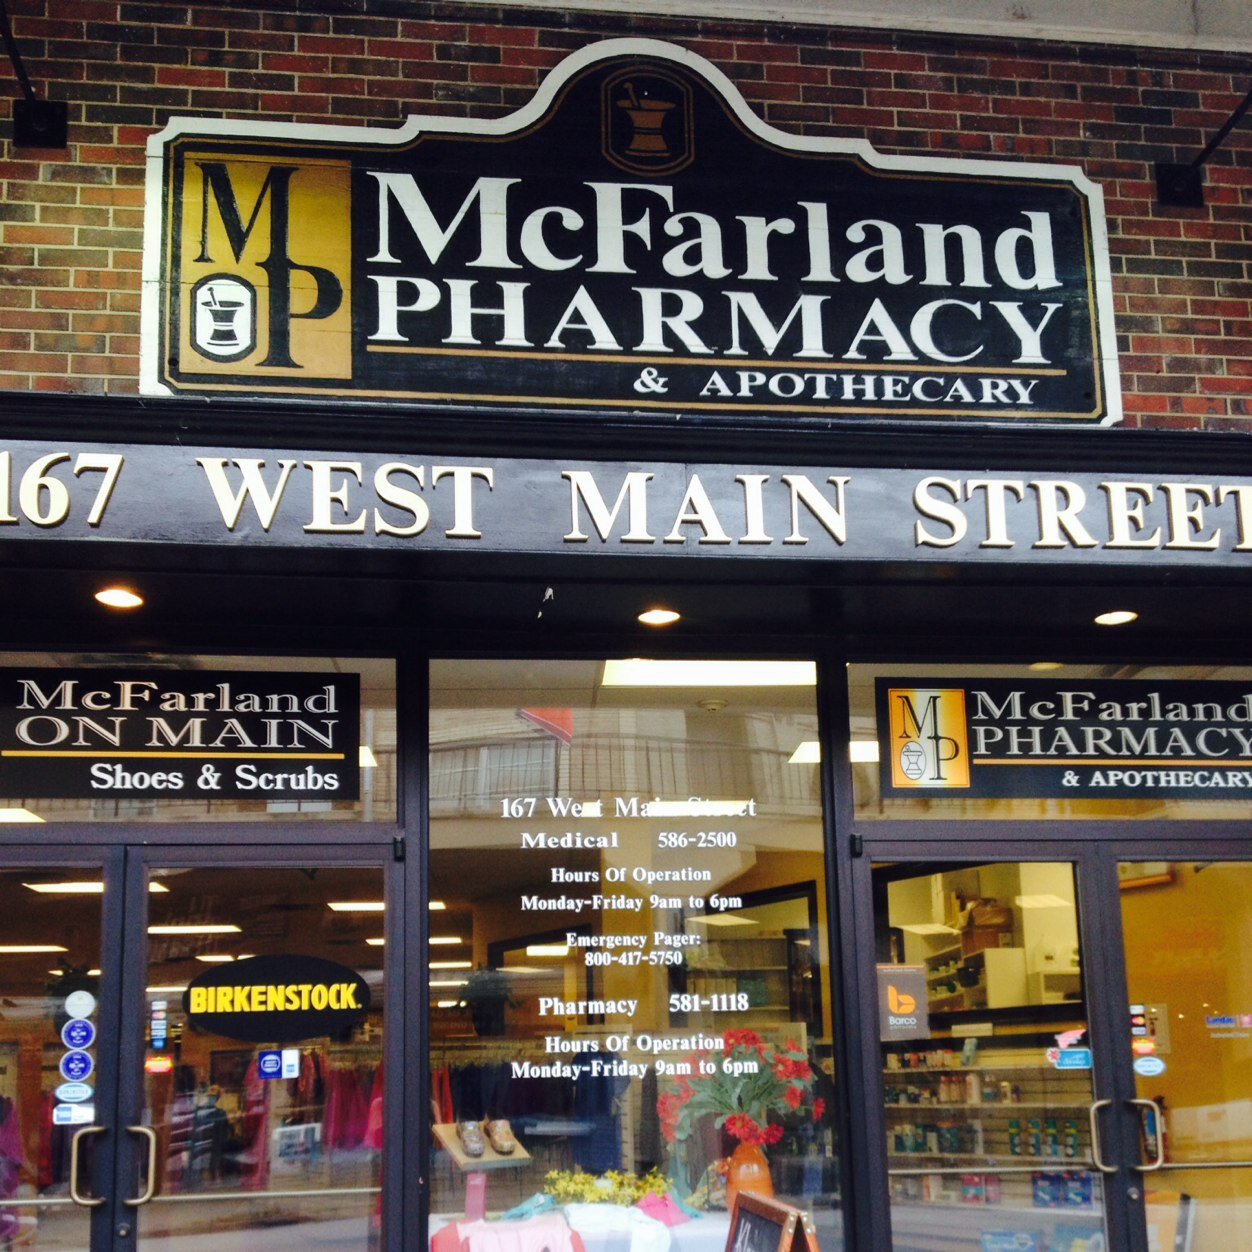 MP
McFarland
PHARMACY
& APOTHECARY
167 WEST MAIN STREET
McFarland
ON MAIN
Shoes & Scrubs
MP
McFarland
PHARMACY
& APOTHECARY
167 West Main Street
Medical 586-2500
Hours Of Operation
Monday-Friday 9am to 6pm
Emergency Pager:
800-417-5750
Pharmacy 581-1118
Hours Of Operation
Monday-Friday 9am to 6pm
BIRKENSTOCK
Barco
Landau